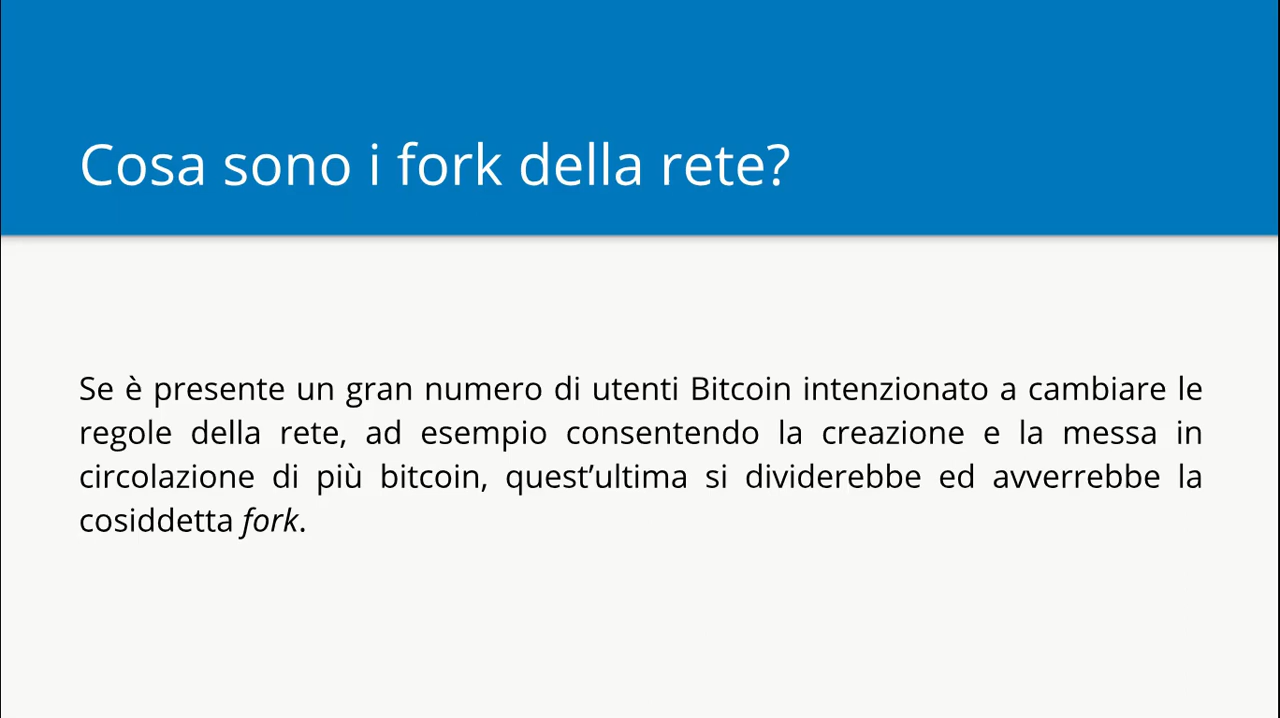 Cosa sono i fork della rete?
Se è presente un gran numero di utenti Bitcoin intenzionato a cambiare le
regole della rete, ad esempio consentendo la creazione e la messa in
circolazione di più bitcoin, quest’ultima si dividerebbe ed avverrebbe la
cosiddetta fork.